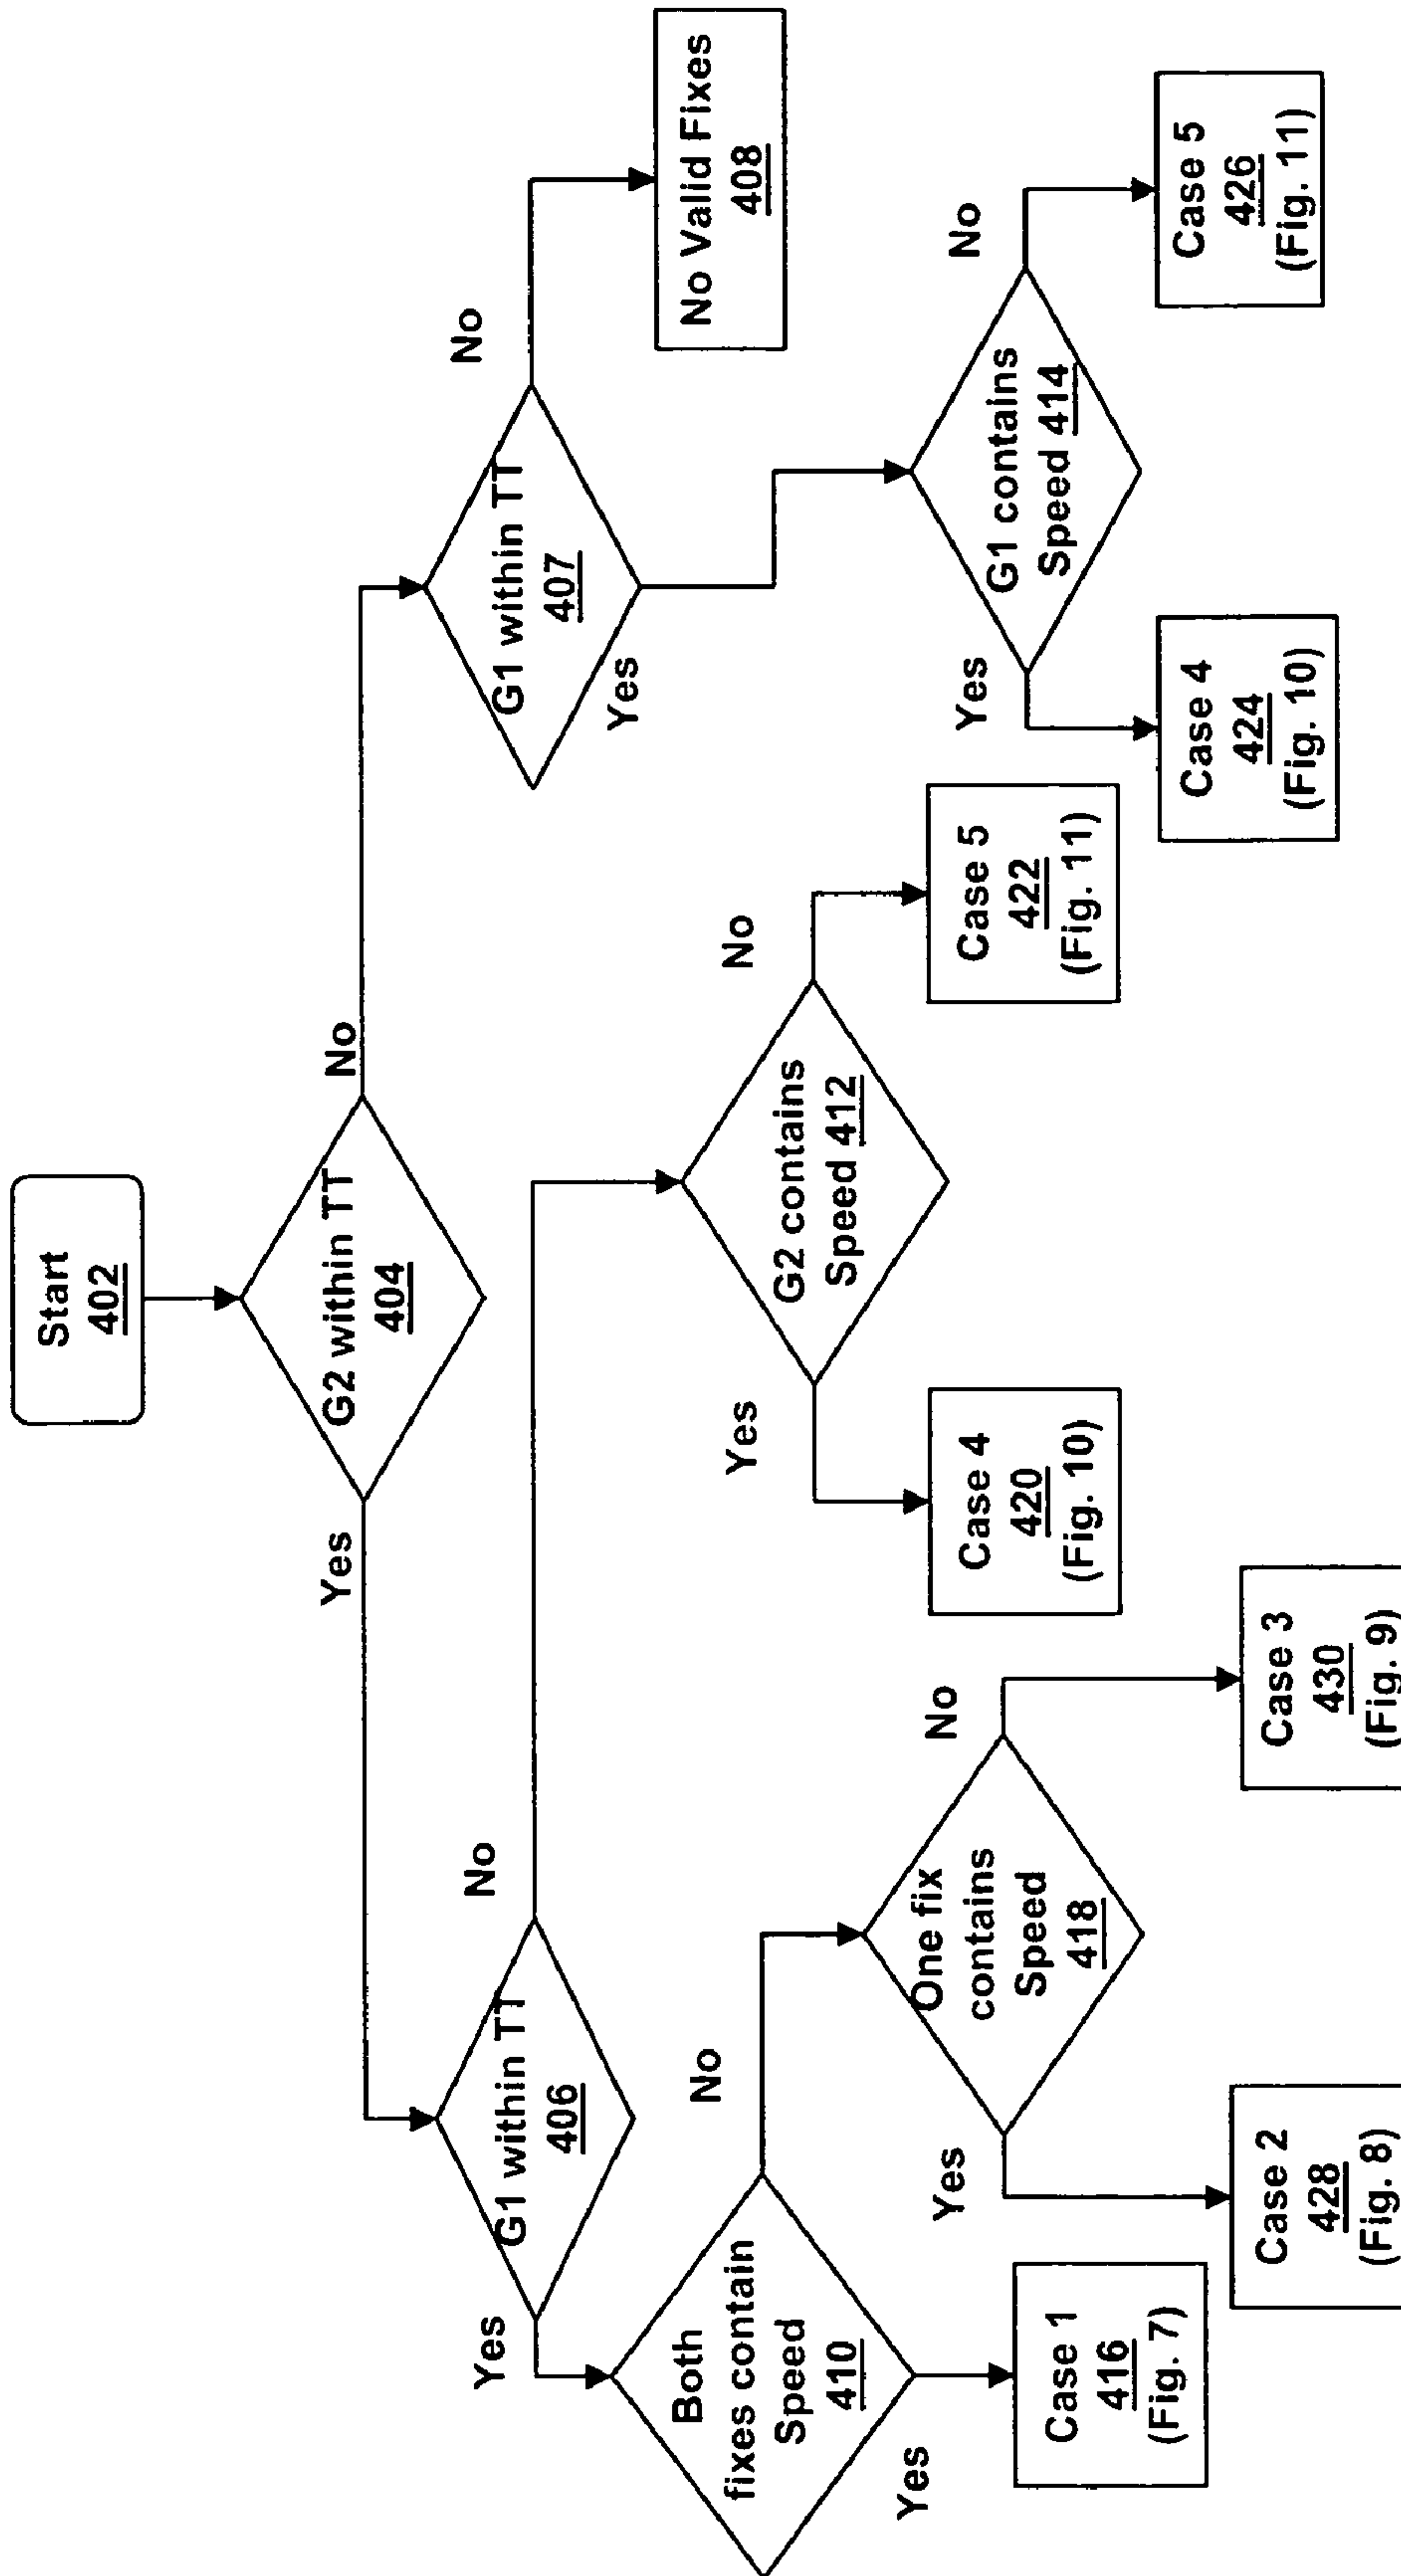 Start
402
G2 within TT
404
Yes
No
G1 within TT
406
Yes
No
G1 within TT
407
Yes
No
No Valid Fixes
408
Both
fixes contain
Speed
410
Yes
No
G2 contains
Speed 412
Yes
No
G1 contains
Speed 414
Yes
No
Case 1
416
(Fig. 7)
One fix
contains
Speed
418
Yes
No
Case 4
420
(Fig. 10)
Case 5
422
(Fig. 11)
Case 4
424
(Fig. 10)
Case 5
426
(Fig. 11)
Case 2
428
(Fig. 8)
Case 3
430
(Fig. 9)